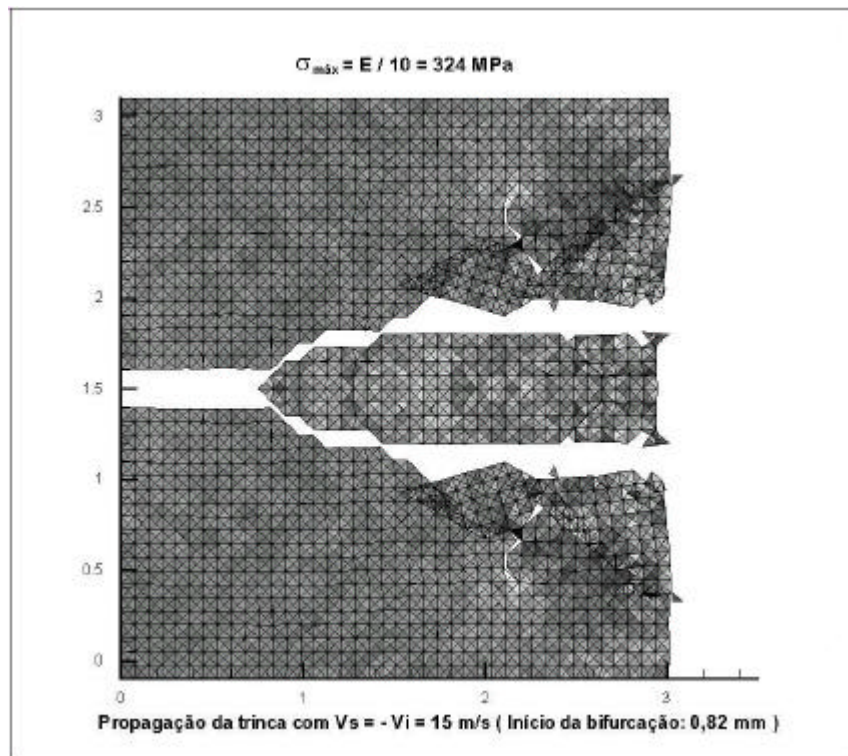 σmáx = E / 10 = 324 MPa
3
2.5
2
1.5
1
0.5
0
0 1 2 3
Propagação da trinca com Vs = - Vi = 15 m/s ( Início da bifurcação: 0,82 mm )